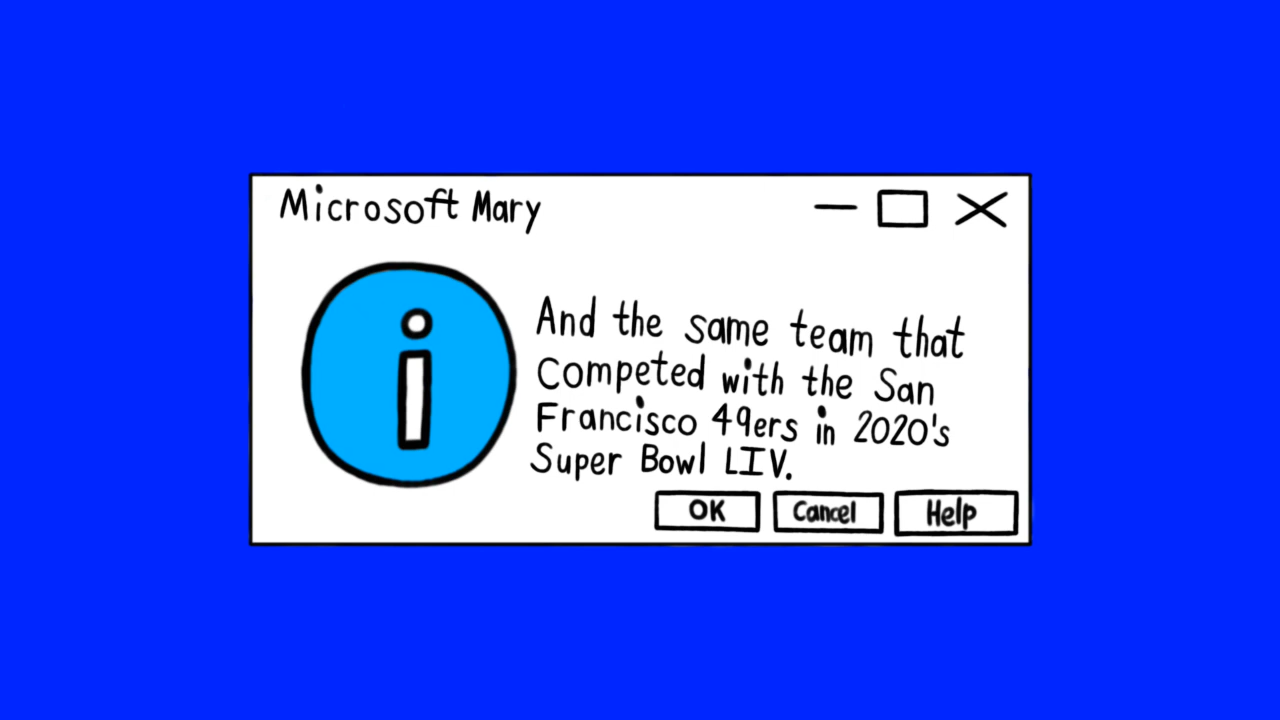 Microsoft Mary
And the same team that
Competed with the San
Francisco 49ers in 2020's
Super Bowl LIV.
OK Cancel Help